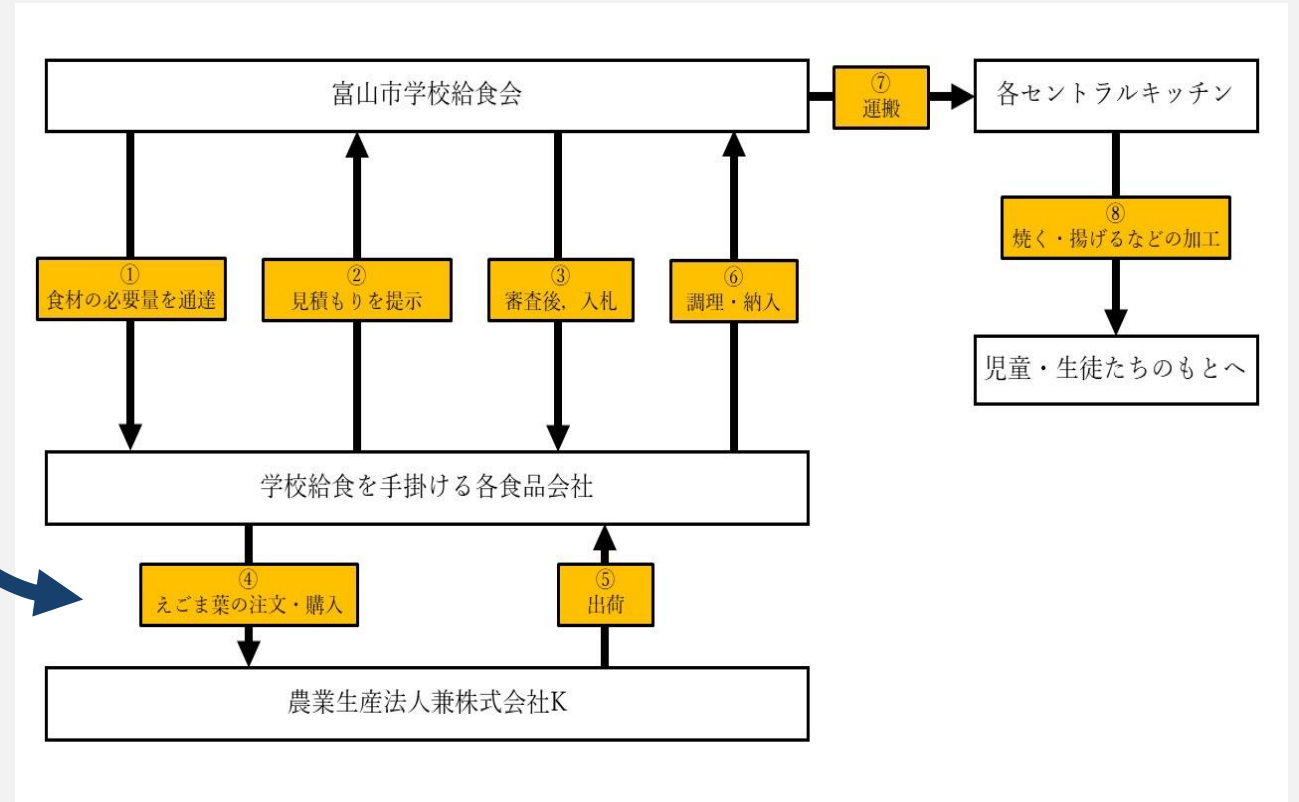 富山市学校給食会
⑦
運搬
各セントラルキッチン
⑧
焼く・揚げるなどの加工
①
食材の必要量を通達
②
見積もりを提示
③
審査後，入札
⑥
調理・納入
児童・生徒たちのもとへ
学校給食を手掛ける各食品会社
④
えごま葉の注文・購入
⑤
出荷
農業生産法人兼株式会社K